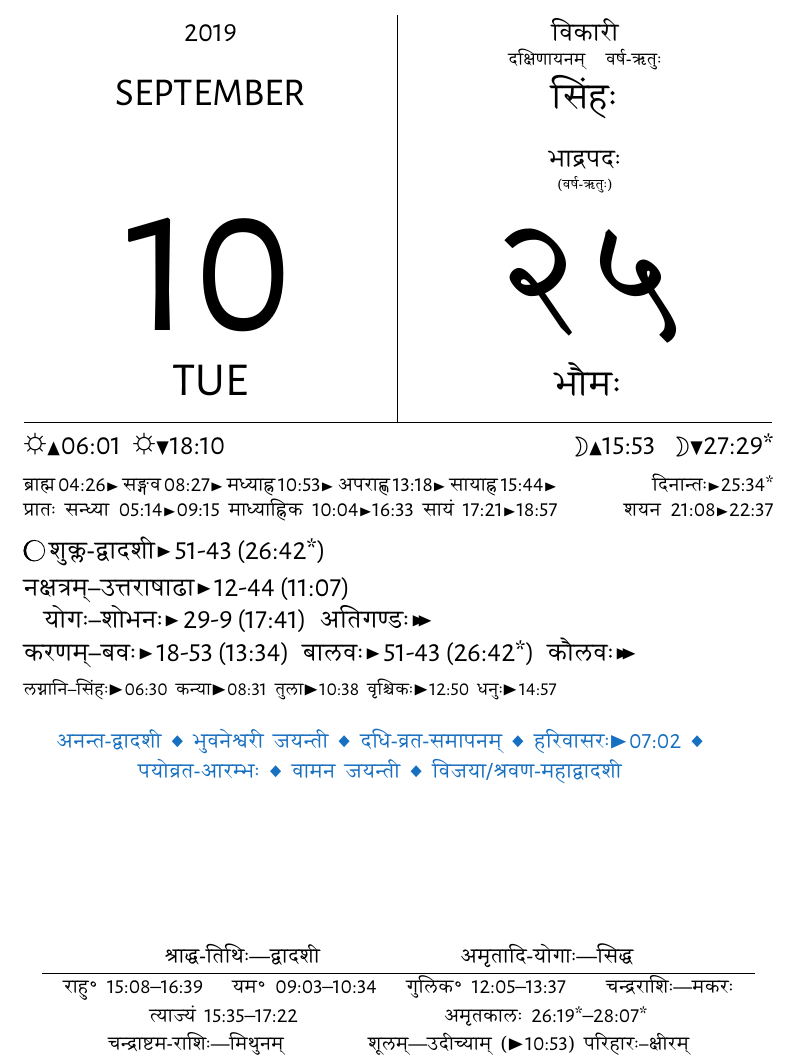 2019
SEPTEMBER
10
TUE
विकारी
दक्षिणायनम् वर्ष-ऋतुः
सिंहः
भाद्रपदः
(वर्ष-ऋतुः)
२५
भौमः
☼▲06:01 ☼▼18:10 ☽▲15:53 ☽▼27:29*
ब्राह्म 04:26► सङ्गव 08:27► मध्याह्न 10:53► अपराह्ण 13:18► सायाह्न 15:44► दिनान्तः►25:34*
प्रातः सन्ध्या 05:14►09:15 माध्याह्निक 10:04►16:33 सायं 17:21►18:57 शयन 21:08►22:37
शुक्ल-द्वादशी►51-43 (26:42*)
नक्षत्रम्–उत्तराषाढा►12-44 (11:07)
योगः–शोभनः►29-9 (17:41) अतिगण्डः►►
करणम्–बवः►18-53 (13:34) बालवः►51-43 (26:42*) कौलवः►►
लग्नानि–सिंहः►06:30 कन्या►08:31 तुला►10:38 वृश्चिकः►12:50 धनुः►14:57
अनन्त-द्वादशी ◆ भुवनेश्वरी जयन्ती ◆ दधि-व्रत-समापनम् ◆ हरिवासरः►07:02 ◆
पयोव्रत-आरम्भः ◆ वामन जयन्ती ◆ विजया/श्रवण-महाद्वादशी
श्राद्ध-तिथिः—द्वादशी अमृतादि-योगाः—सिद्ध
राहु° 15:08–16:39 यम° 09:03–10:34 गुलिक° 12:05–13:37 चन्द्रराशिः—मकरः
त्याज्यं 15:35–17:22 अमृतकालः 26:19*–28:07*
चन्द्राष्टम-राशिः—मिथुनम् शूलम्—उदीच्याम् (►10:53) परिहारः–क्षीरम्